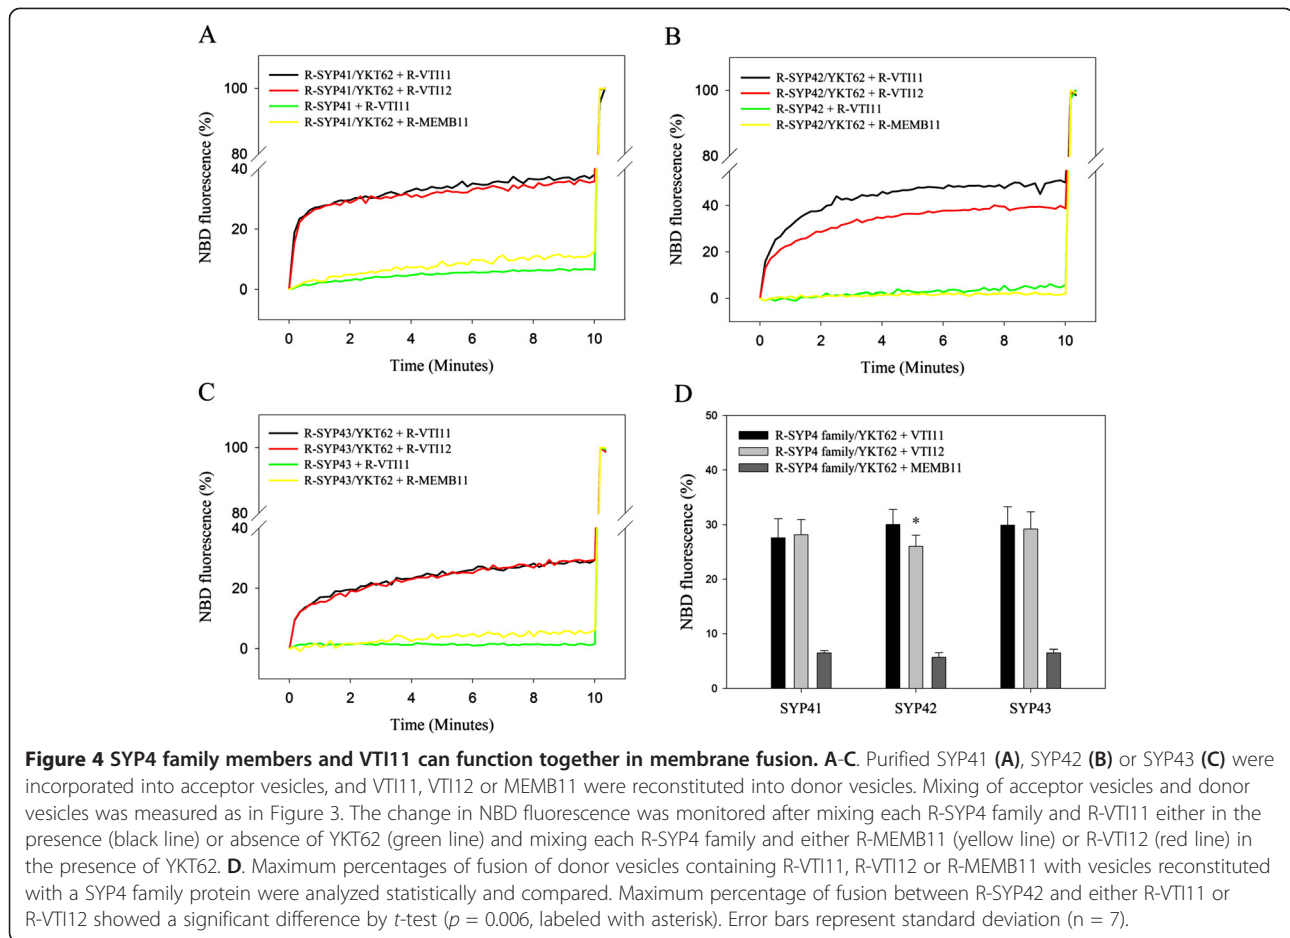 A
R-SYP41/YKT62 + R-VTI11
R-SYP41/YKT62 + R-VTI12
R-SYP41 + R-VTI11
R-SYP41/YKT62 + R-MEMB11
NBD fluorescence (%)
100
80
40
20
0
0 2 4 6 8 10
Time (Minutes)
B
R-SYP42/YKT62 + R-VTI11
R-SYP42/YKT62 + R-VTI12
R-SYP42 + R-VTI11
R-SYP42/YKT62 + R-MEMB11
NBD fluorescence (%)
100
80
40
20
0
0 2 4 6 8 10
Time (Minutes)
C
R-SYP43/YKT62 + R-VTI11
R-SYP43/YKT62 + R-VTI12
R-SYP43 + R-VTI11
R-SYP43/YKT62 + R-MEMB11
NBD fluorescence (%)
100
80
40
20
0
0 2 4 6 8 10
Time (Minutes)
D
R-SYP4 family/YKT62 + VTI11
R-SYP4 family/YKT62 + VTI12
R-SYP4 family/YKT62 + MEMB11
NBD fluorescence (%)
50
40
30
20
10
0
*
SYP41 SYP42 SYP43
Figure 4 SYP4 family members and VTI11 can function together in membrane fusion. A-C. Purified SYP41 (A), SYP42 (B) or SYP43 (C) were
incorporated into acceptor vesicles, and VTI11, VTI12 or MEMB11 were reconstituted into donor vesicles. Mixing of acceptor vesicles and donor
vesicles was measured as in Figure 3. The change in NBD fluorescence was monitored after mixing each R-SYP4 family and R-VTI11 either in the
presence (black line) or absence of YKT62 (green line) and mixing each R-SYP4 family and either R-MEMB11 (yellow line) or R-VTI12 (red line) in
the presence of YKT62. D. Maximum percentages of fusion of donor vesicles containing R-VTI11, R-VTI12 or R-MEMB11 with vesicles reconstituted
with a SYP4 family protein were analyzed statistically and compared. Maximum percentage of fusion between R-SYP42 and either R-VTI11 or
R-VTI12 showed a significant difference by t-test (p = 0.006, labeled with asterisk). Error bars represent standard deviation (n = 7).